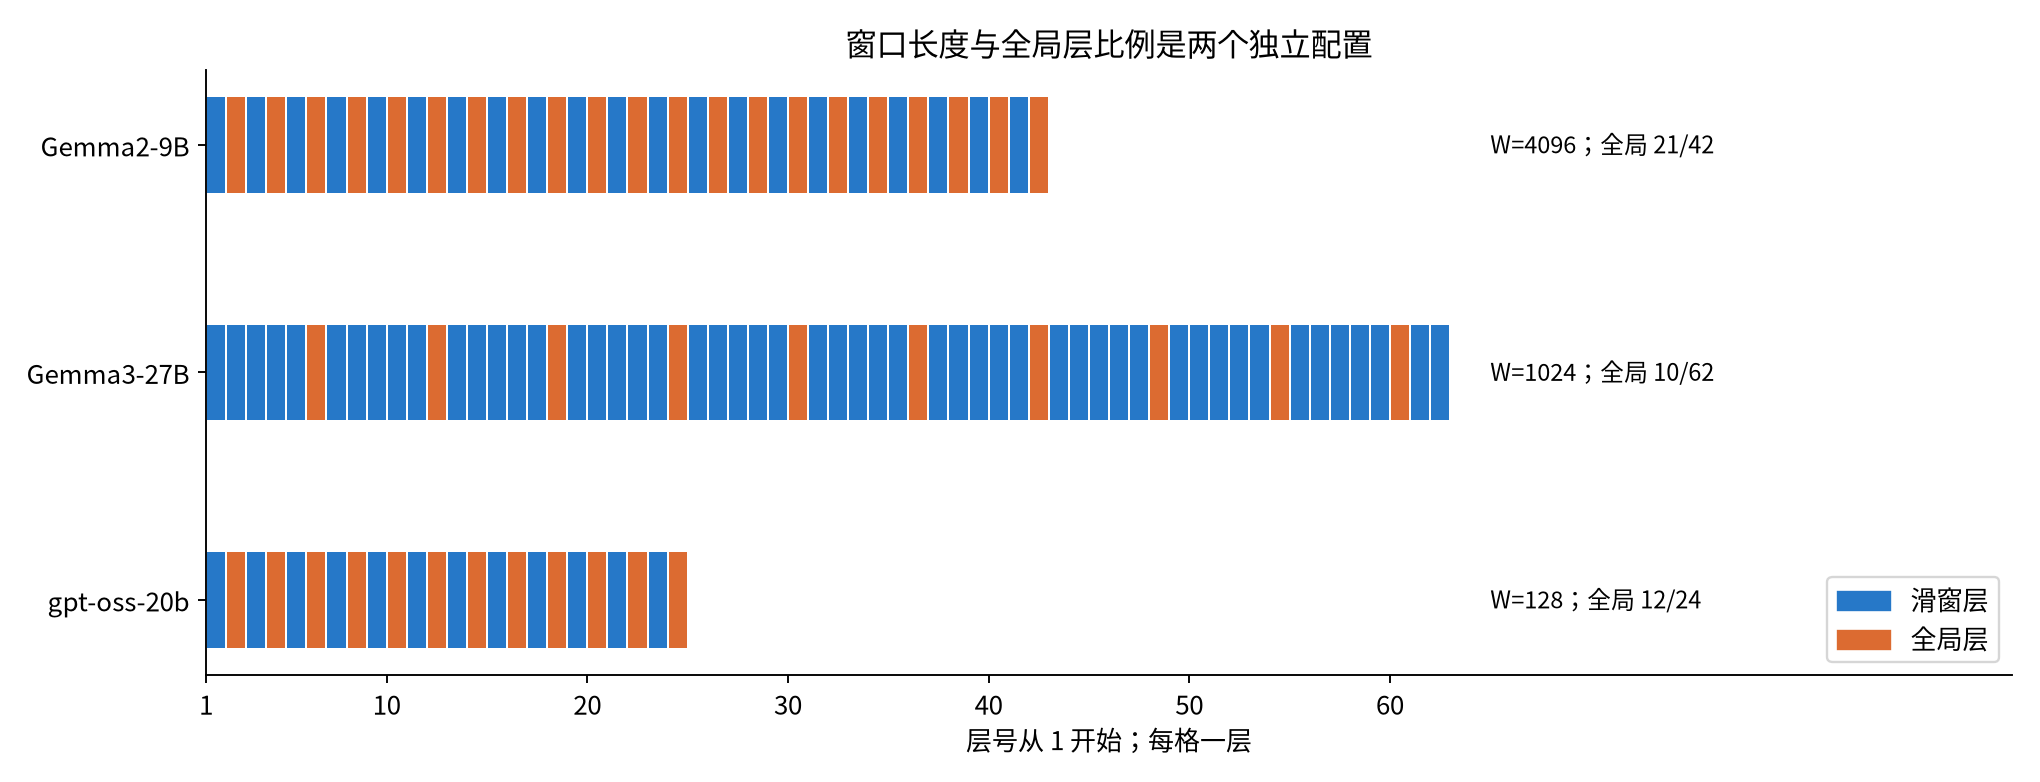 窗口长度与全局层比例是两个独立配置
Gemma2-9B
W=4096；全局 21/42
Gemma3-27B
W=1024；全局 10/62
gpt-oss-20b
W=128；全局 12/24
滑窗层
全局层
1 10 20 30 40 50 60
层号从 1 开始；每格一层